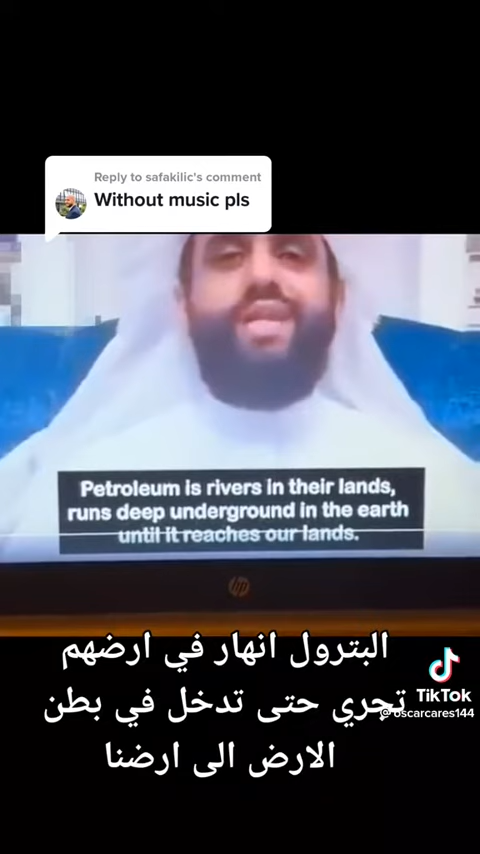 Reply to safakilic's comment
Without music pls
Petroleum is rivers in their lands,
runs deep underground in the earth
until it reaches our lands.
hp
البترول انهار في ارضهم
تجري حتى تدخل في بطن
الارض الى ارضنا
TikTok
@oscarcares144